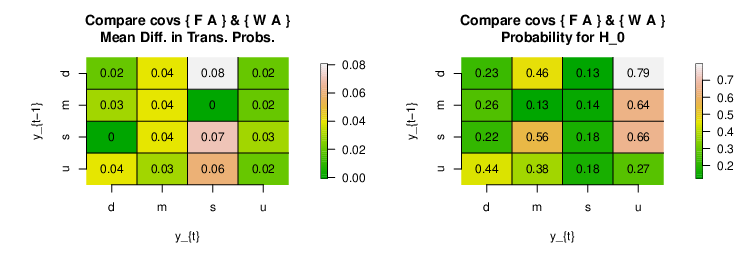 Compare covs { F A } & { W A }
Mean Diff. in Trans. Probs.
d 0.02 0.04 0.08 0.02
m 0.03 0.04 0 0.02
s 0 0.04 0.07 0.03
u 0.04 0.03 0.06 0.02
y_{t−1}
d m s u
y_{t}
0.08
0.06
0.04
0.02
0.00
Compare covs { F A } & { W A }
Probability for H_0
d 0.23 0.46 0.13 0.79
m 0.26 0.13 0.14 0.64
s 0.22 0.56 0.18 0.66
u 0.44 0.38 0.18 0.27
y_{t−1}
d m s u
y_{t}
0.7
0.6
0.5
0.4
0.3
0.2